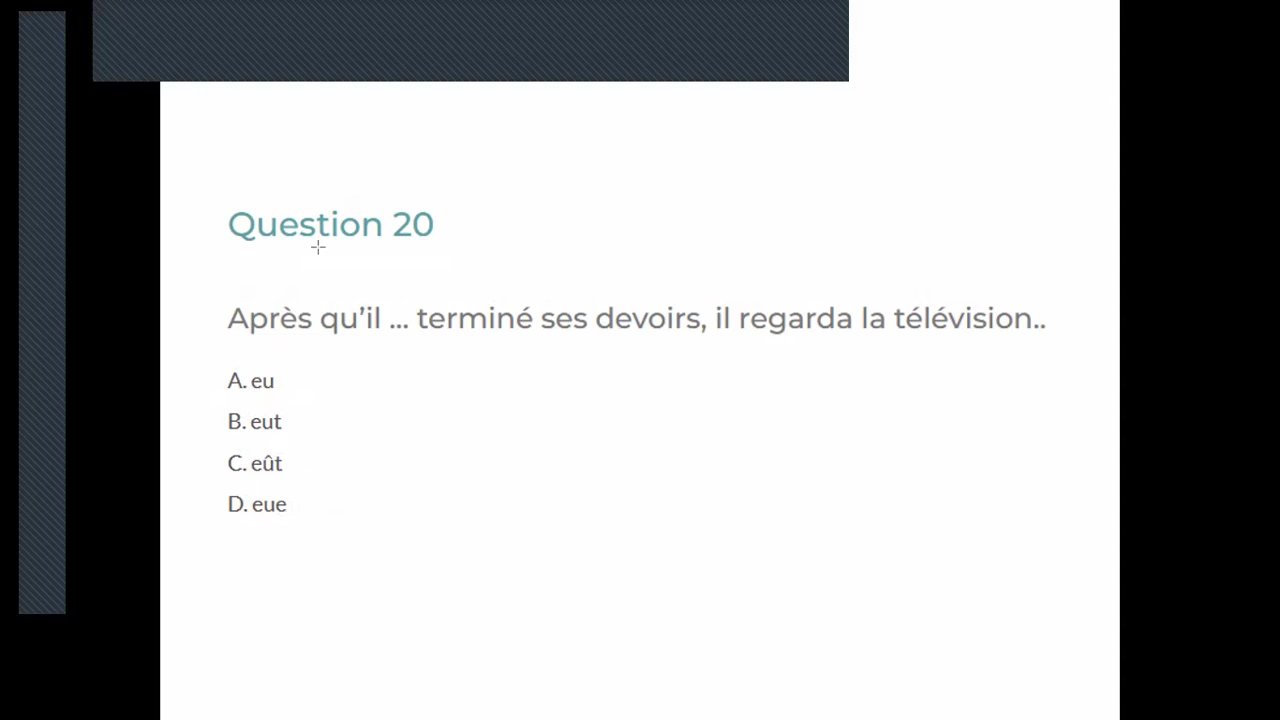 Question 20
Après qu’il ... terminé ses devoirs, il regarda la télévision..
A. eu
B. eut
C. eût
D. eue